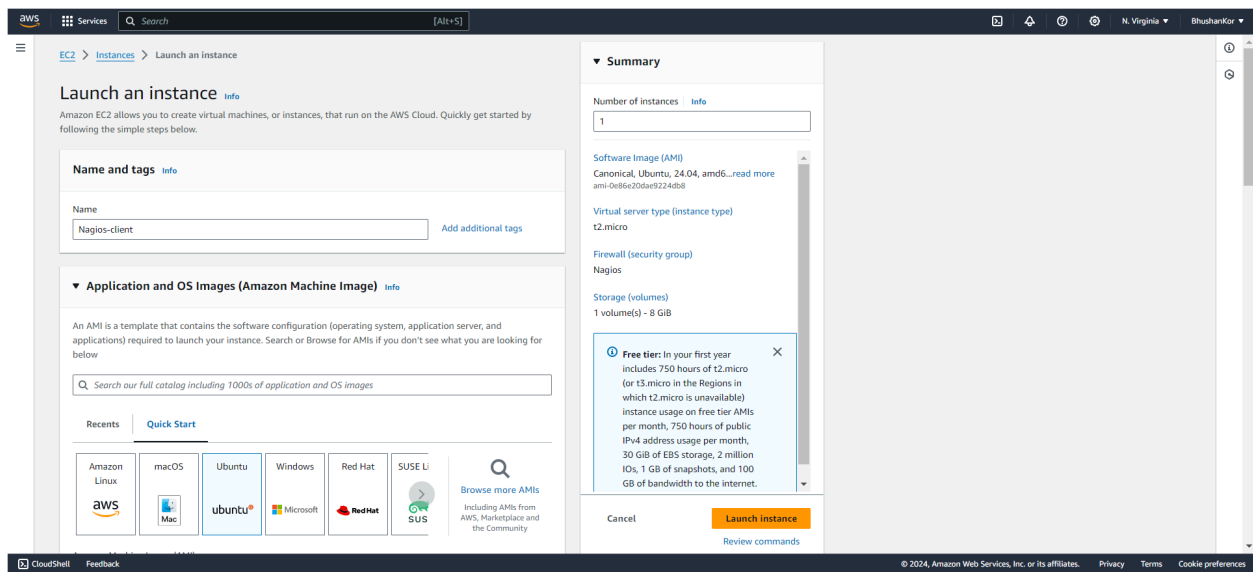 aws
Services
Search
[Alt+S]
N. Virginia
BhushanKor
EC2 > Instances > Launch an instance
Launch an instance Info
Amazon EC2 allows you to create virtual machines, or instances, that run on the AWS Cloud. Quickly get started by
following the simple steps below.
Name and tags Info
Name
Nagios-client
Add additional tags
Application and OS Images (Amazon Machine Image) Info
An AMI is a template that contains the software configuration (operating system, application server, and
applications) required to launch your instance. Search or Browse for AMIs if you don't see what you are looking for
below
Search our full catalog including 1000s of application and OS images
Recents
Quick Start
Amazon
Linux
aws
macOS
Mac
Ubuntu
ubuntu
Windows
Microsoft
Red Hat
Red Hat
SUSE Li
SUS
Browse more AMIs
Including AMIs from
AWS, Marketplace and
the Community
Summary
Number of instances Info
1
Software Image (AMI)
Canonical, Ubuntu, 24.04, amd6...read more
ami-0e86e20dae9224db8
Virtual server type (instance type)
t2.micro
Firewall (security group)
Nagios
Storage (volumes)
1 volume(s) - 8 GiB
Free tier: In your first year
includes 750 hours of t2.micro
(or t3.micro in the Regions in
which t2.micro is unavailable)
instance usage on free tier AMIs
per month, 750 hours of public
IPv4 address usage per month,
30 GiB of EBS storage, 2 million
IOs, 1 GB of snapshots, and 100
GB of bandwidth to the internet.
Cancel
Launch instance
Review commands
CloudShell
Feedback
© 2024, Amazon Web Services, Inc. or its affiliates.
Privacy
Terms
Cookie preferences